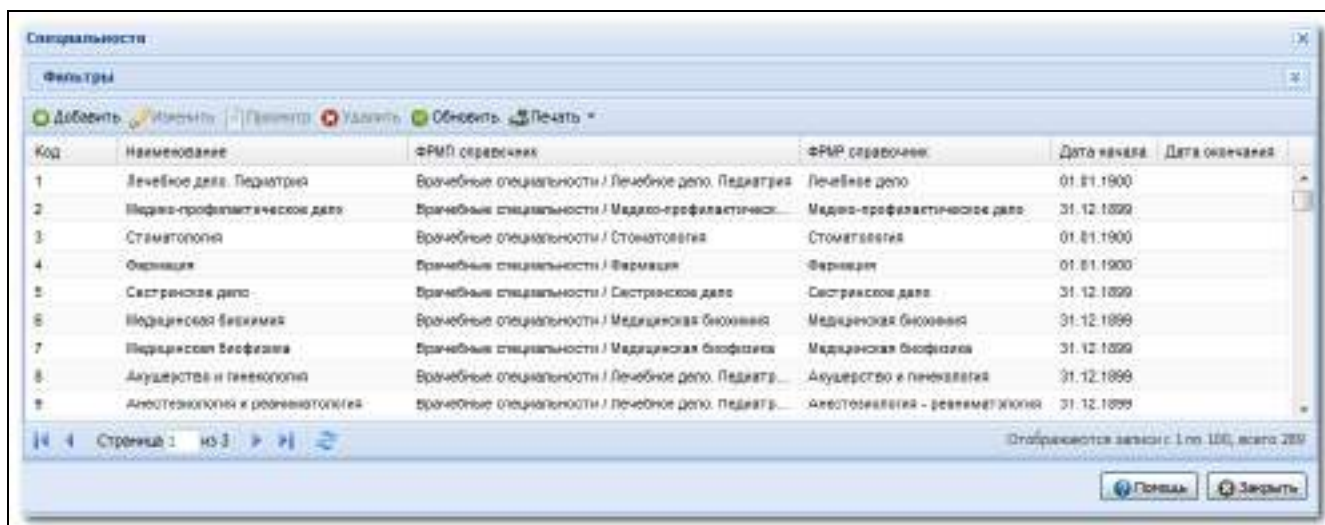 Специальности
Фильтры
Добавить Изменить Просмотр Удалить Обновить Печать
Код Наименование ФРМП справочник ФРМР справочник Дата начала Дата окончания
1 Лечебное дело. Педиатрия Врачебные специальности / Лечебное дело. Педиатрия Лечебное дело 01.01.1900
2 Медико-профилактическое дело Врачебные специальности / Медико-профилактическ... Медико-профилактическое дело 31.12.1899
3 Стоматология Врачебные специальности / Стоматология Стоматология 01.01.1900
4 Фармация Врачебные специальности / Фармация Фармация 01.01.1900
5 Сестринское дело Врачебные специальности / Сестринское дело Сестринское дело 31.12.1899
6 Медицинская биохимия Врачебные специальности / Медицинская биохимия Медицинская биохимия 31.12.1899
7 Медицинская биофизика Врачебные специальности / Медицинская биофизика Медицинская биофизика 31.12.1899
8 Акушерство и гинекология Врачебные специальности / Лечебное дело. Педиатр... Акушерство и гинекология 31.12.1899
9 Анестезиология и реаниматология Врачебные специальности / Лечебное дело. Педиатр... Анестезиология - реаниматология 31.12.1899
Страница 1 из 3 Отображаются записи с 1 по 100, всего 289
Помощь Закрыть